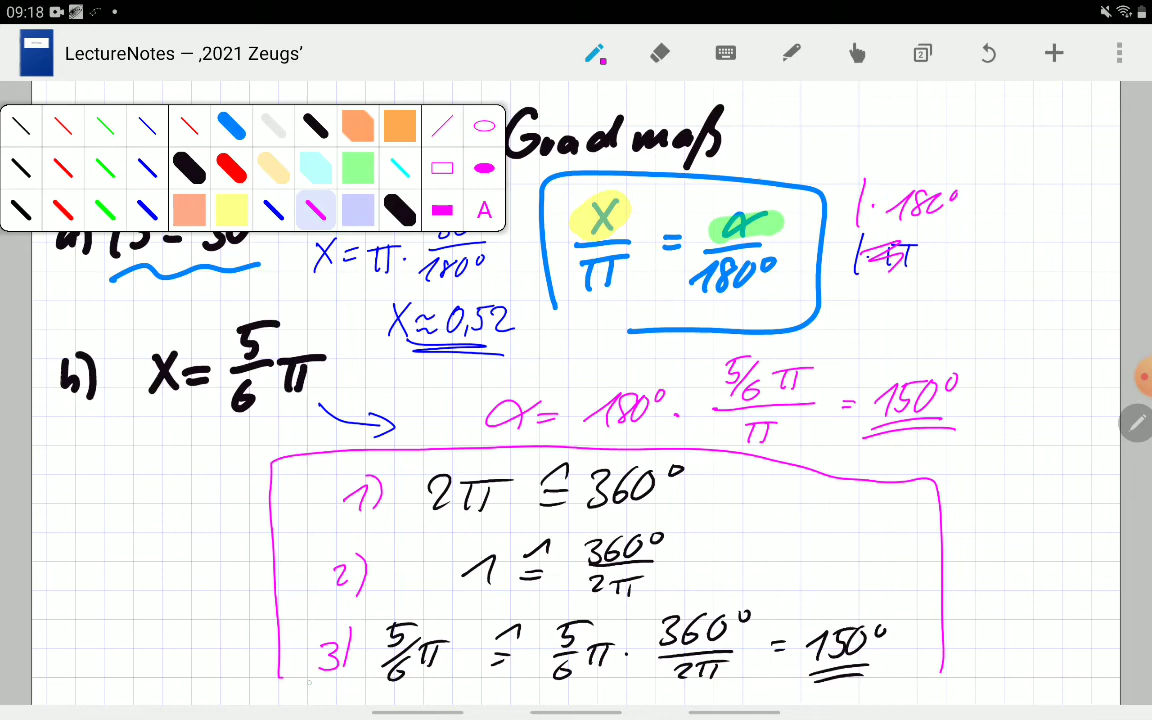 09:18
LectureNotes — ‚2021 Zeugs’
2
A
Gradmaß
X/π = α/180°
|· 180°
X = π · /180°
X ≈ 0,52
b) X = 5/6 π
α = 180° · 5/6 π / π = 150°
1) 2π ≙ 360°
2) 1 ≙ 360°/2π
3) 5/6 π ≙ 5/6 π · 360°/2π = 150°